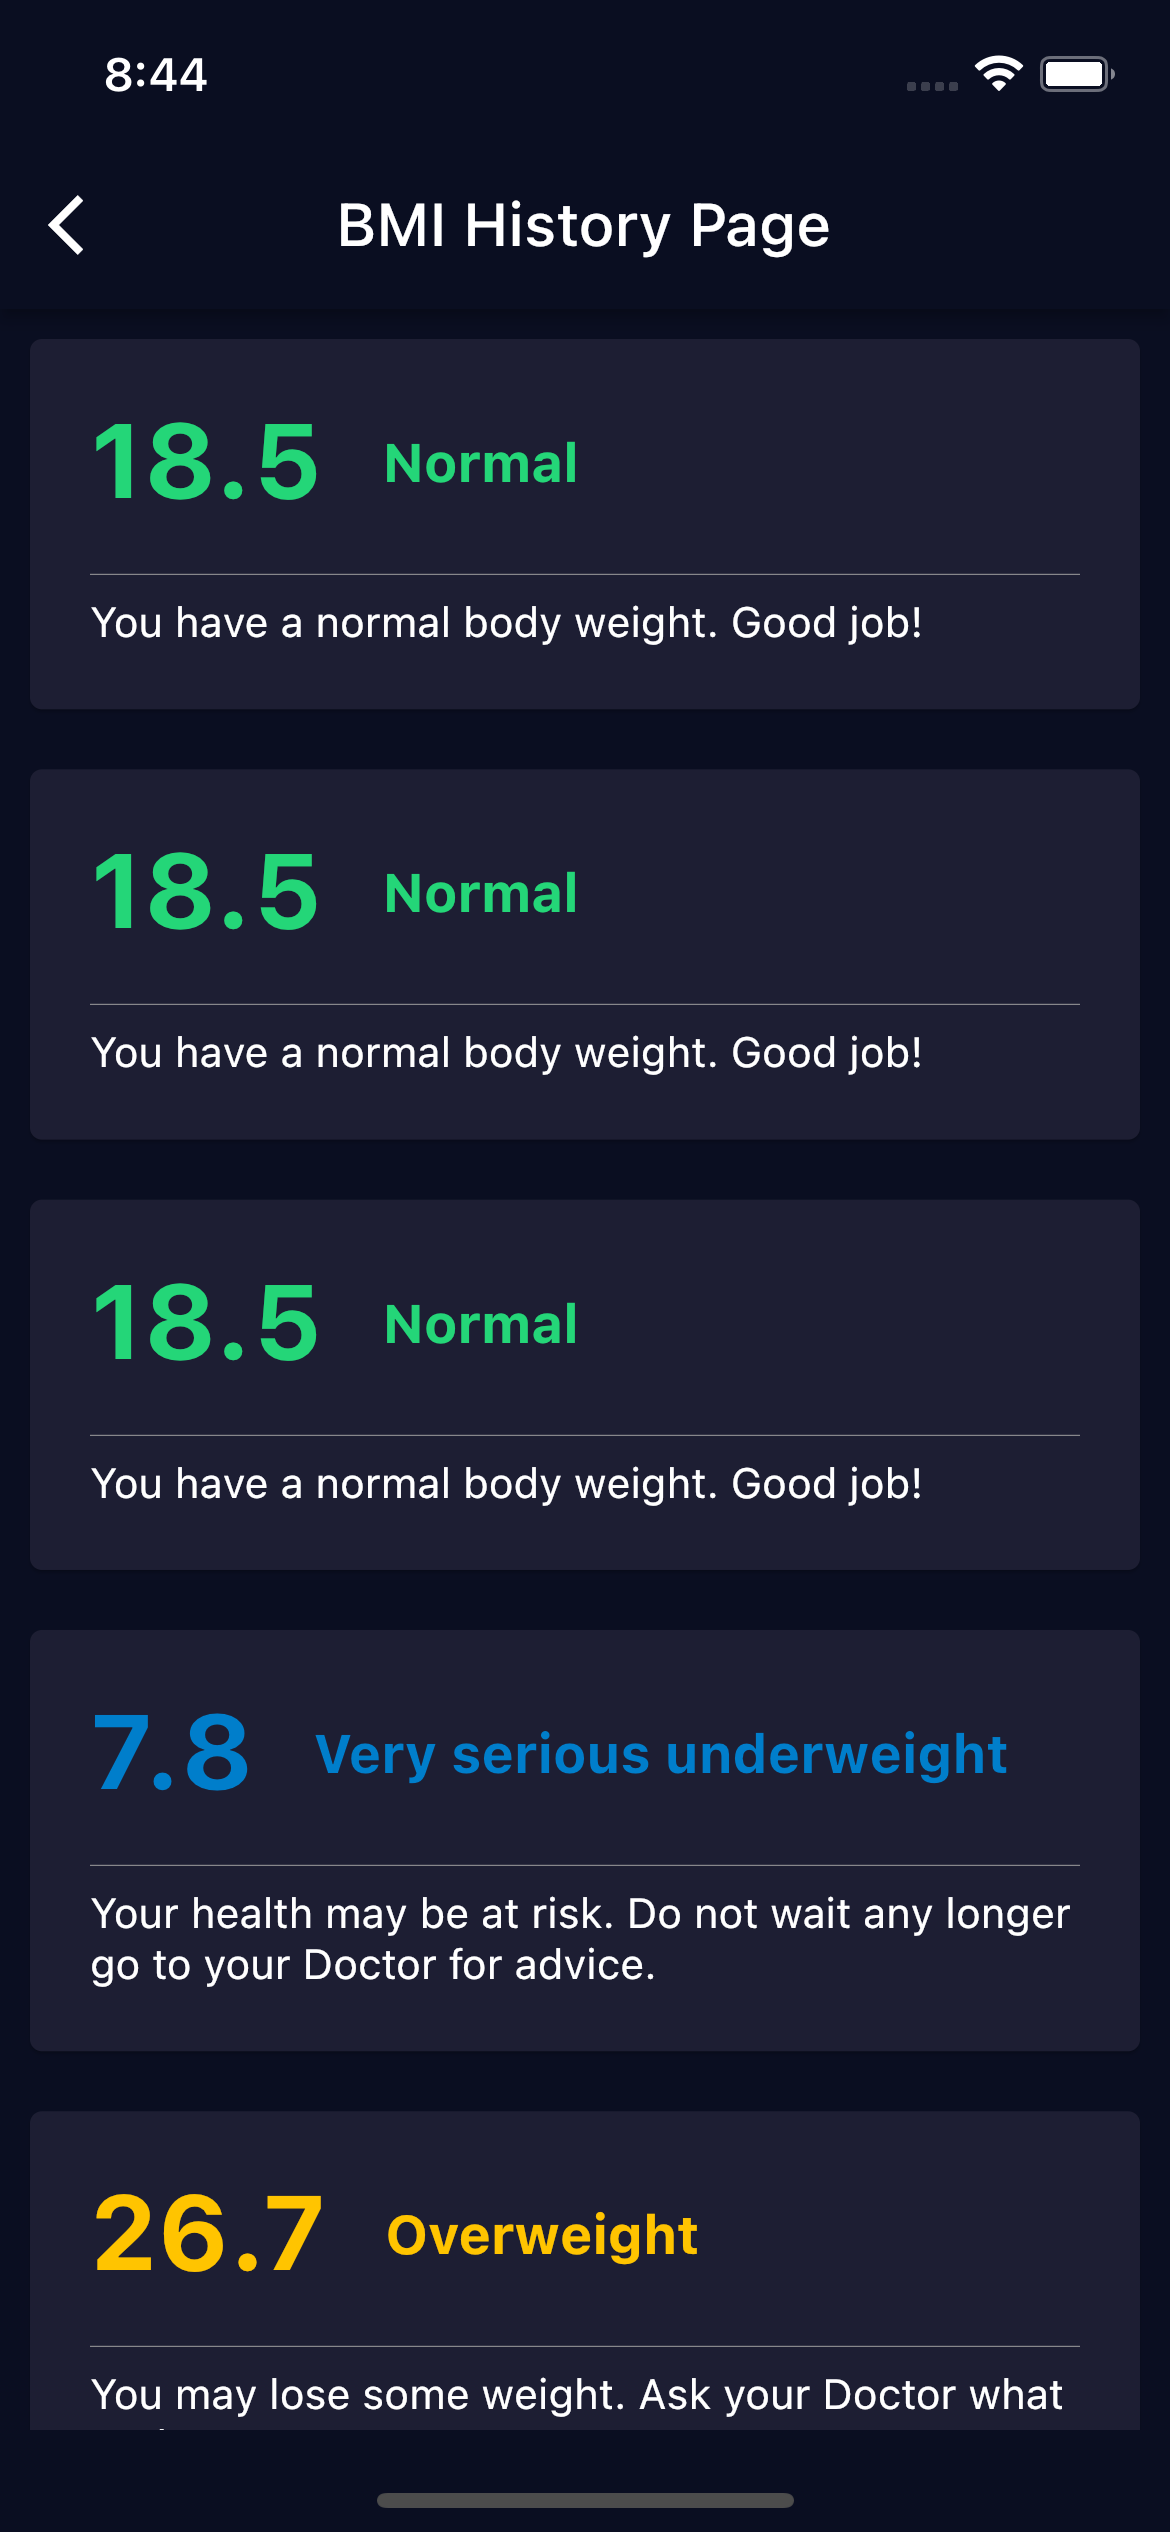 8:44
BMI History Page
18.5 Normal
You have a normal body weight. Good job!
18.5 Normal
You have a normal body weight. Good job!
18.5 Normal
You have a normal body weight. Good job!
7.8 Very serious underweight
Your health may be at risk. Do not wait any longer
go to your Doctor for advice.
26.7 Overweight
You may lose some weight. Ask your Doctor what